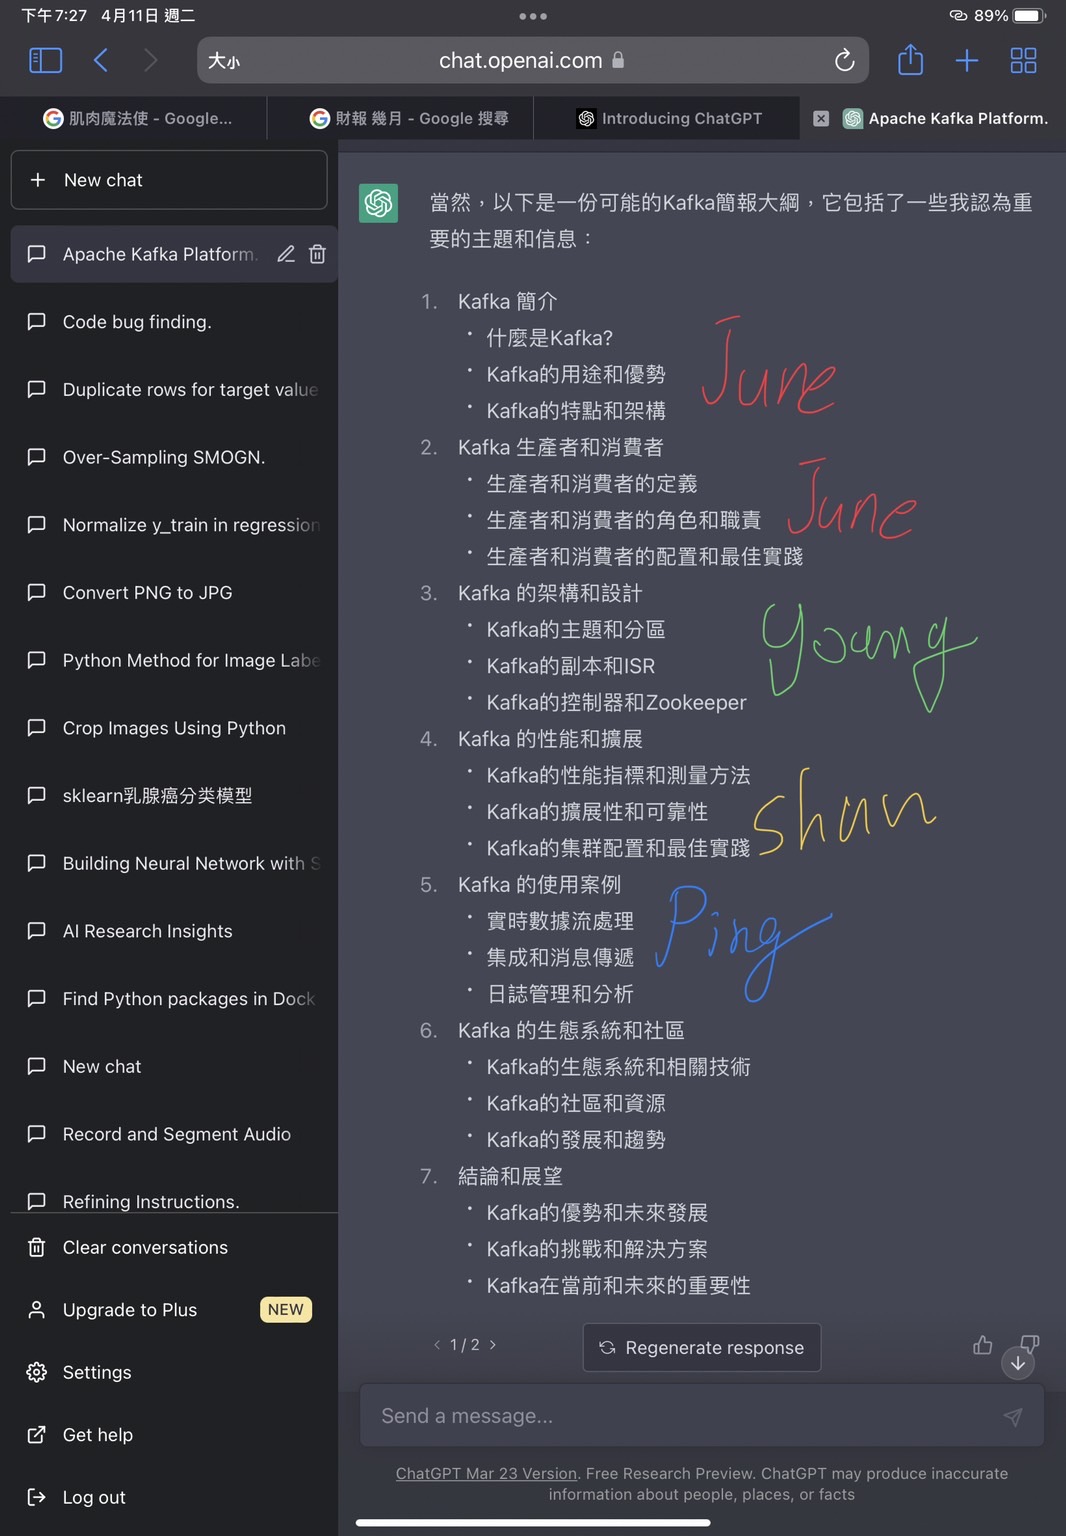 下午7:27 4月11日 週二
89%
大小 chat.openai.com
肌肉魔法使 - Google...
財報 幾月 - Google 搜尋
Introducing ChatGPT
Apache Kafka Platform.
New chat
Apache Kafka Platform.
Code bug finding.
Duplicate rows for target value
Over-Sampling SMOGN.
Normalize y_train in regression
Convert PNG to JPG
Python Method for Image Labe
Crop Images Using Python
sklearn乳腺癌分类模型
Building Neural Network with S
AI Research Insights
Find Python packages in Dock
New chat
Record and Segment Audio
Refining Instructions.
Clear conversations
Upgrade to Plus NEW
Settings
Get help
Log out
當然，以下是一份可能的Kafka簡報大綱，它包括了一些我認為重
要的主題和信息：
1. Kafka 簡介
• 什麼是Kafka?
• Kafka的用途和優勢
June
• Kafka的特點和架構
2. Kafka 生產者和消費者
• 生產者和消費者的定義
• 生產者和消費者的角色和職責
June
• 生產者和消費者的配置和最佳實踐
3. Kafka 的架構和設計
• Kafka的主題和分區
Young
• Kafka的副本和ISR
• Kafka的控制器和Zookeeper
4. Kafka 的性能和擴展
• Kafka的性能指標和測量方法
• Kafka的擴展性和可靠性
Shan
• Kafka的集群配置和最佳實踐
5. Kafka 的使用案例
• 實時數據流處理
Ping
• 集成和消息傳遞
• 日誌管理和分析
6. Kafka 的生態系統和社區
• Kafka的生態系統和相關技術
• Kafka的社區和資源
• Kafka的發展和趨勢
7. 結論和展望
• Kafka的優勢和未來發展
• Kafka的挑戰和解決方案
• Kafka在當前和未來的重要性
< 1 / 2 >
Regenerate response
Send a message...
ChatGPT Mar 23 Version. Free Research Preview. ChatGPT may produce inaccurate
information about people, places, or facts